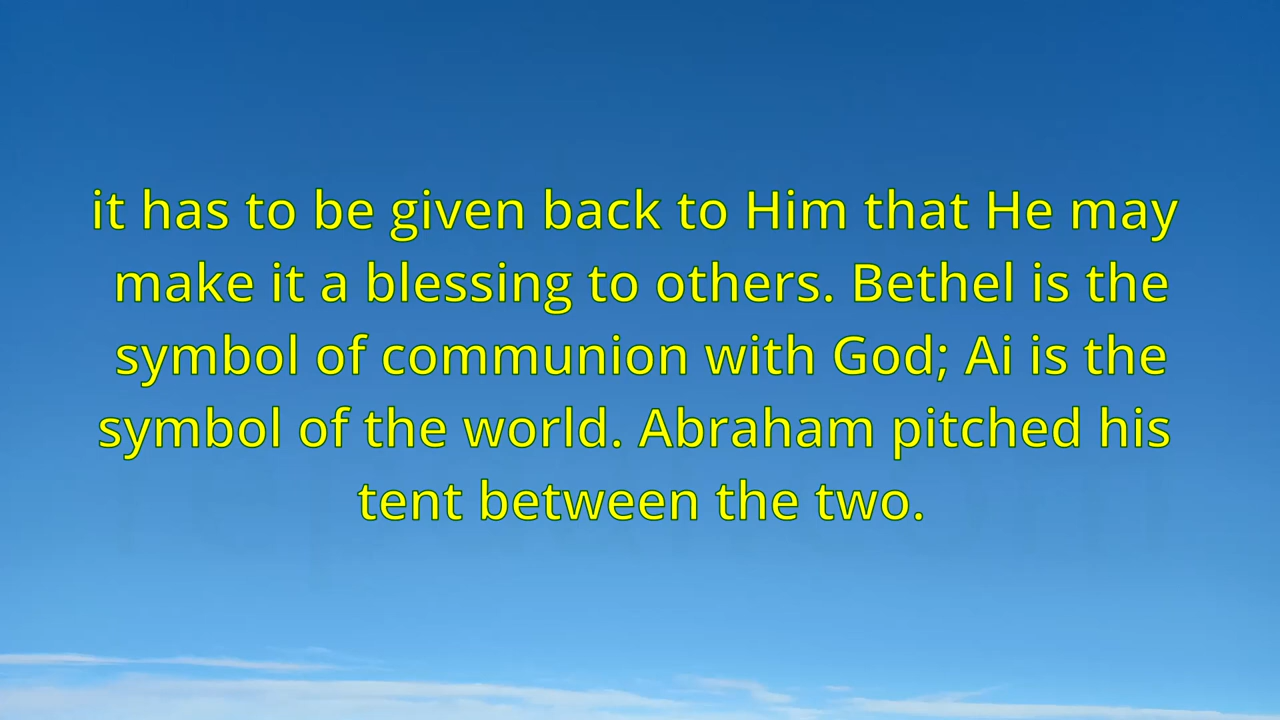 it has to be given back to Him that He may
make it a blessing to others. Bethel is the
symbol of communion with God; Ai is the
symbol of the world. Abraham pitched his
tent between the two.